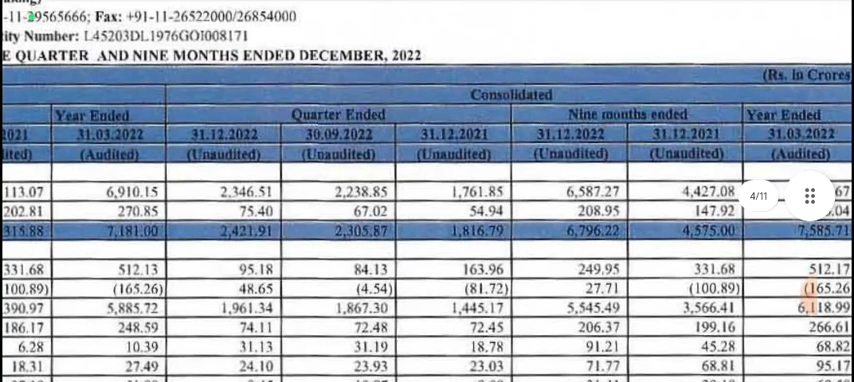 -11-29565666; Fax: +91-11-26522000/26854000
ity Number: L45203DL1976GOI008171
E QUARTER AND NINE MONTHS ENDED DECEMBER, 2022
(Rs. in Crores
Consolidated
Year Ended Quarter Ended Nine months ended Year Ended
2021 31.03.2022 31.12.2022 30.09.2022 31.12.2021 31.12.2022 31.12.2021 31.03.2022
ited) (Audited) (Unaudited) (Unaudited) (Unaudited) (Unaudited) (Unaudited) (Audited)
113.07 6,910.15 2,346.51 2,238.85 1,761.85 6,587.27 4,427.08 67
4/11
202.81 270.85 75.40 67.02 54.94 208.95 147.92 .04
315.88 7,181.00 2,421.91 2,305.87 1,816.79 6,796.22 4,575.00 7,585.71
331.68 512.13 95.18 84.13 163.96 249.95 331.68 512.17
100.89) (165.26) 48.65 (4.54) (81.72) 27.71 (100.89) (165.26
390.97 5,885.72 1,961.34 1,867.30 1,445.17 5,545.49 3,566.41 6,118.99
186.17 248.59 74.11 72.48 72.45 206.37 199.16 266.61
6.28 10.39 31.13 31.19 18.78 91.21 45.28 68.82
18.31 27.49 24.10 23.93 23.03 71.77 68.81 95.17